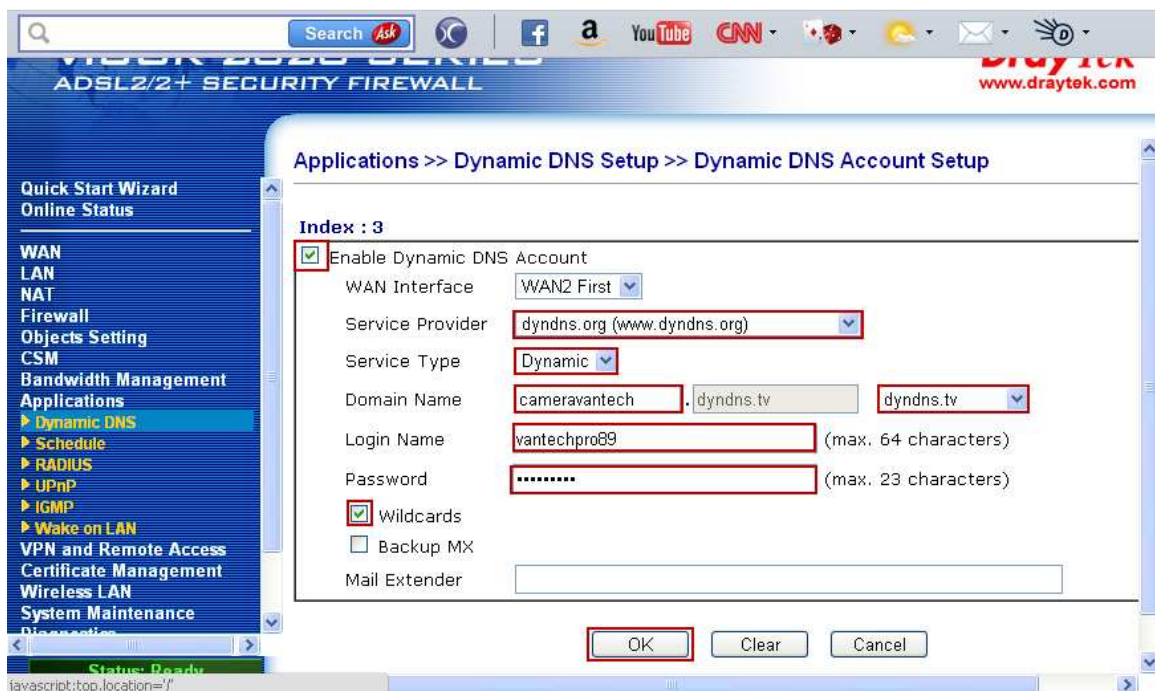 Search Ask f a You Tube CNN
ADSL2/2+ SECURITY FIREWALL
www.draytek.com
Applications >> Dynamic DNS Setup >> Dynamic DNS Account Setup
Quick Start Wizard
Online Status
WAN
LAN
NAT
Firewall
Objects Setting
CSM
Bandwidth Management
Applications
Dynamic DNS
Schedule
RADIUS
UPnP
IGMP
Wake on LAN
VPN and Remote Access
Certificate Management
Wireless LAN
System Maintenance
Status: Ready
javascript:top.location='/'
Index : 3
Enable Dynamic DNS Account
WAN Interface WAN2 First
Service Provider dyndns.org (www.dyndns.org)
Service Type Dynamic
Domain Name cameravantech . dyndns.tv dyndns.tv
Login Name vantechpro89 (max. 64 characters)
Password ••••••••• (max. 23 characters)
Wildcards
Backup MX
Mail Extender
OK Clear Cancel